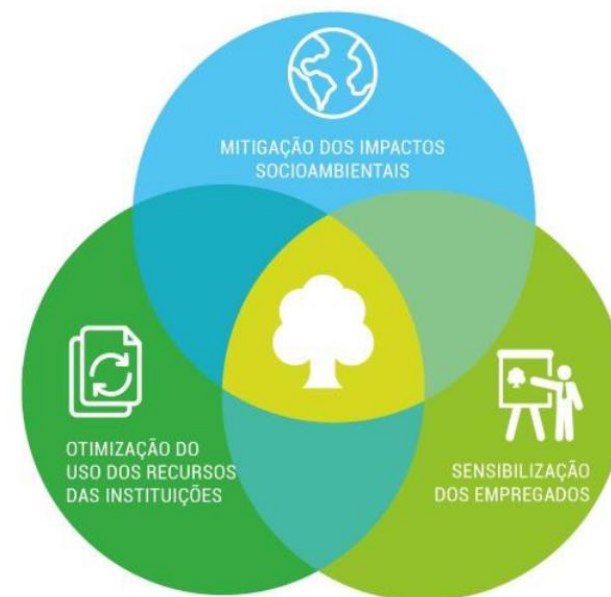 MITIGAÇÃO DOS IMPACTOS
SOCIOAMBIENTAIS
OTIMIZAÇÃO DO
USO DOS RECURSOS
DAS INSTITUIÇÕES
SENSIBILIZAÇÃO
DOS EMPREGADOS